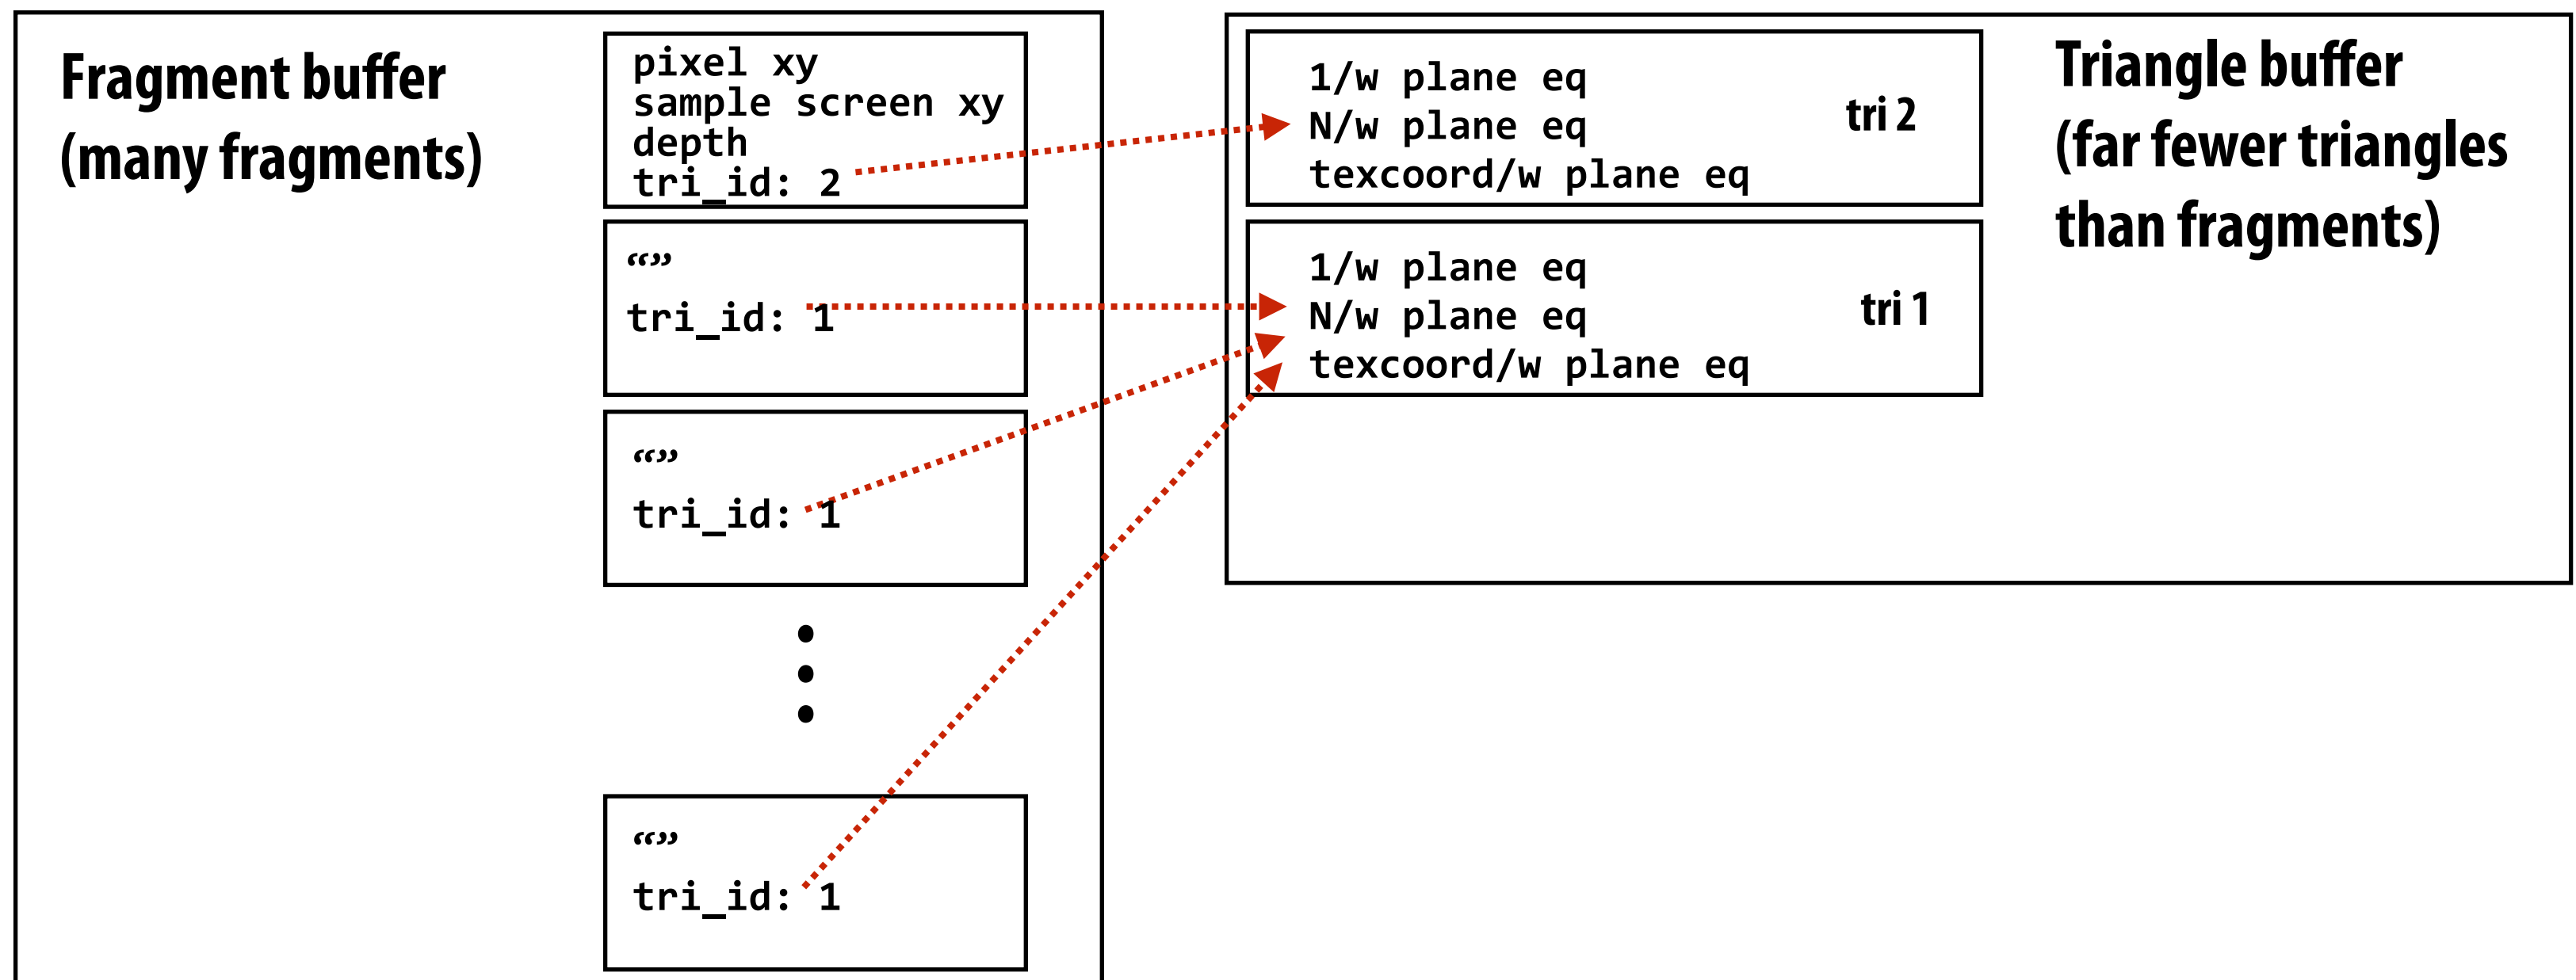 Fragment buffer
(many fragments)
pixel xy
sample screen xy
depth
tri_id: 2
“”
tri_id: 1
“”
tri_id: 1
“”
tri_id: 1
1/w plane eq
N/w plane eq
texcoord/w plane eq
tri 2
1/w plane eq
N/w plane eq
texcoord/w plane eq
tri 1
Triangle buffer
(far fewer triangles
than fragments)